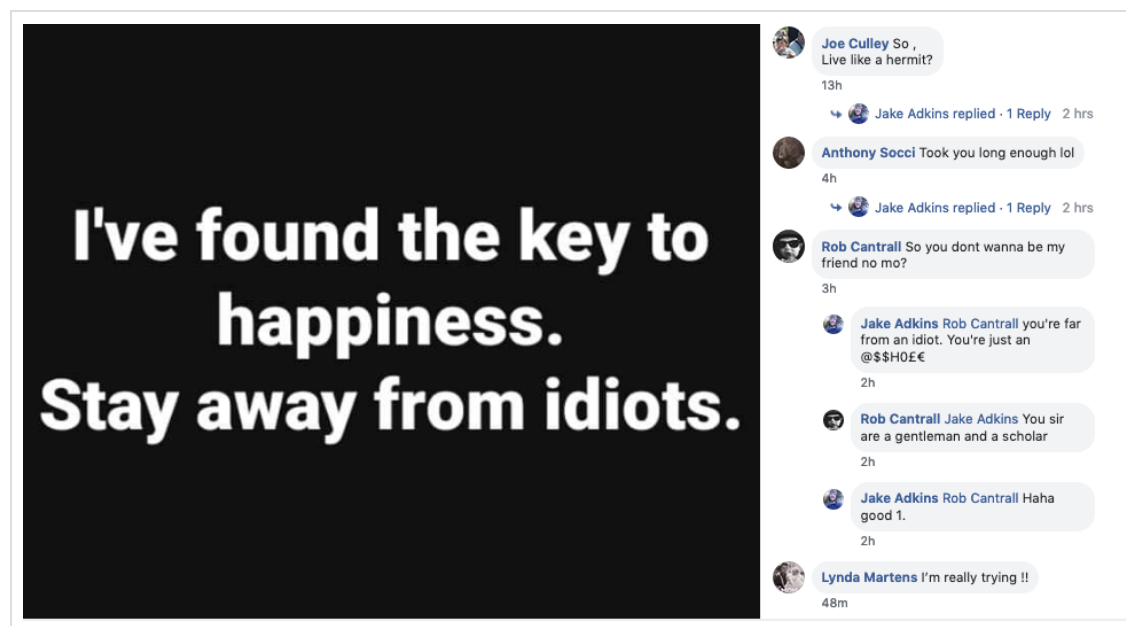 I've found the key to
happiness.
Stay away from idiots.
Joe Culley So ,
Live like a hermit?
13h
Jake Adkins replied · 1 Reply 2 hrs
Anthony Socci Took you long enough lol
4h
Jake Adkins replied · 1 Reply 2 hrs
Rob Cantrall So you dont wanna be my
friend no mo?
3h
Jake Adkins Rob Cantrall you're far
from an idiot. You're just an
@$$H0£€
2h
Rob Cantrall Jake Adkins You sir
are a gentleman and a scholar
2h
Jake Adkins Rob Cantrall Haha
good 1.
2h
Lynda Martens I'm really trying !!
48m